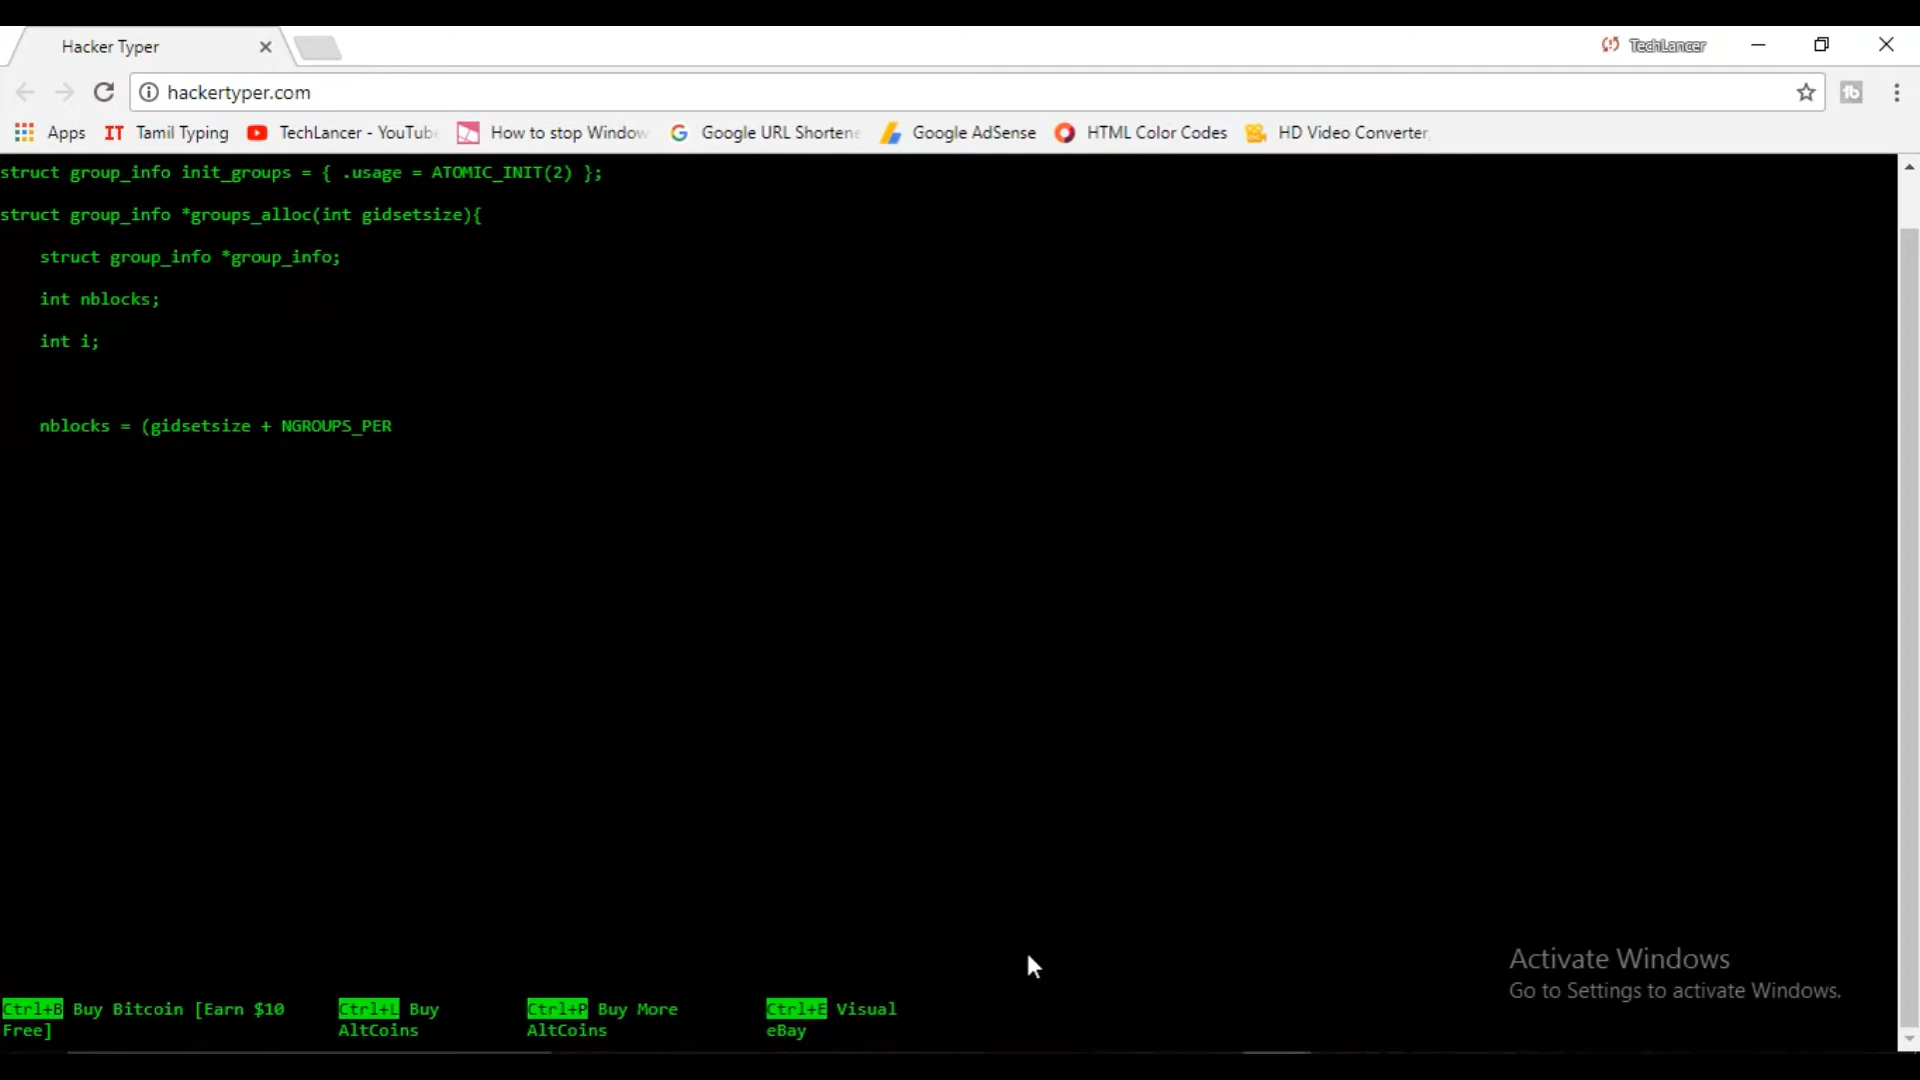 Hacker Typer
TechLancer
hackertyper.com
Apps IT Tamil Typing TechLancer - YouTub How to stop Window G Google URL Shortene Google AdSense HTML Color Codes HD Video Converter,
struct group_info init_groups = { .usage = ATOMIC_INIT(2) };
struct group_info *groups_alloc(int gidsetsize){
struct group_info *group_info;
int nblocks;
int i;
nblocks = (gidsetsize + NGROUPS_PER
Activate Windows
Go to Settings to activate Windows.
Ctrl+B Buy Bitcoin [Earn $10 Free]
Ctrl+L Buy AltCoins
Ctrl+P Buy More AltCoins
Ctrl+E Visual eBay